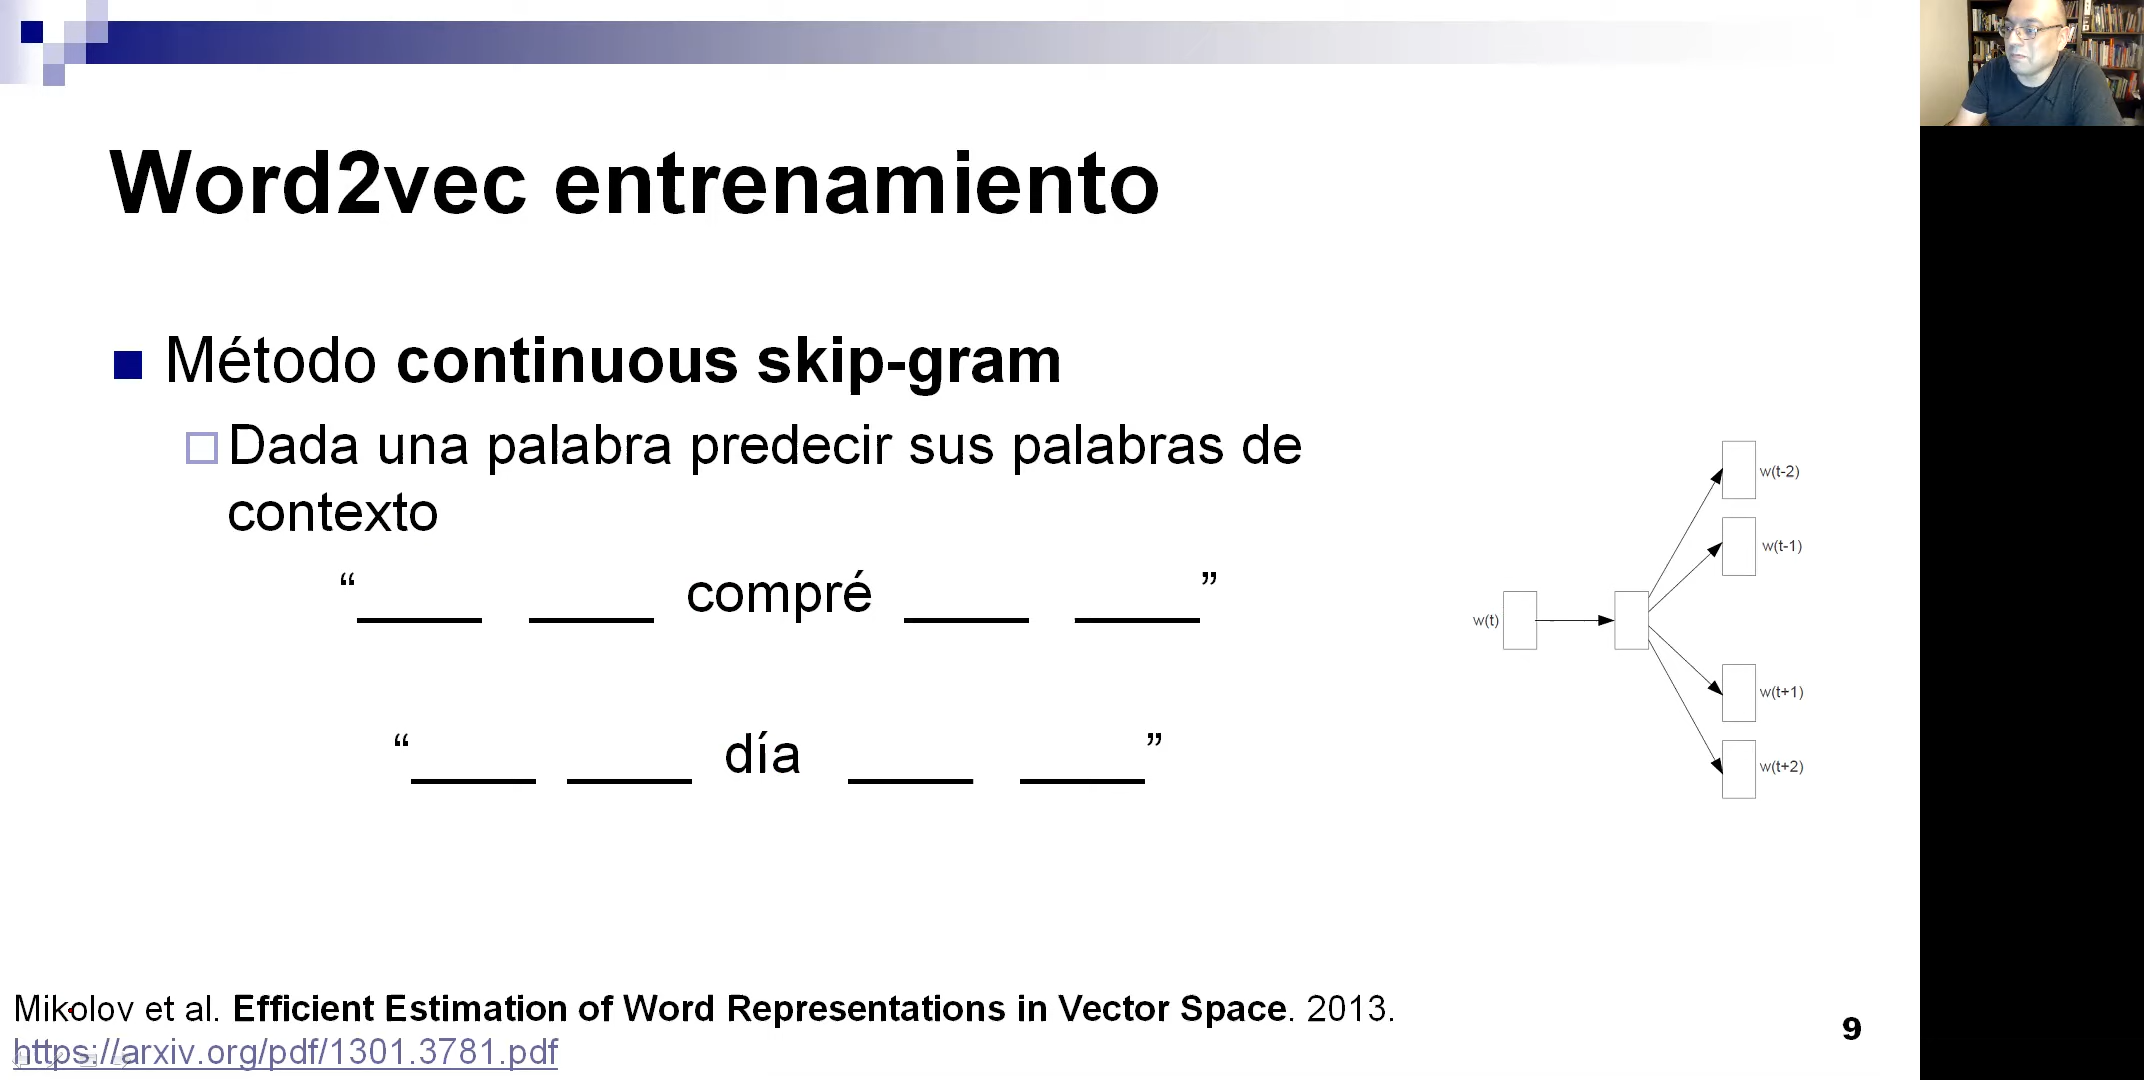 Word2vec entrenamiento
Método continuous skip-gram
Dada una palabra predecir sus palabras de
contexto
“____ ____ compré ____ ____”
“____ ____ día ____ ____”
w(t-2)
w(t-1)
w(t)
w(t+1)
w(t+2)
Mikolov et al. Efficient Estimation of Word Representations in Vector Space. 2013.
https://arxiv.org/pdf/1301.3781.pdf
9